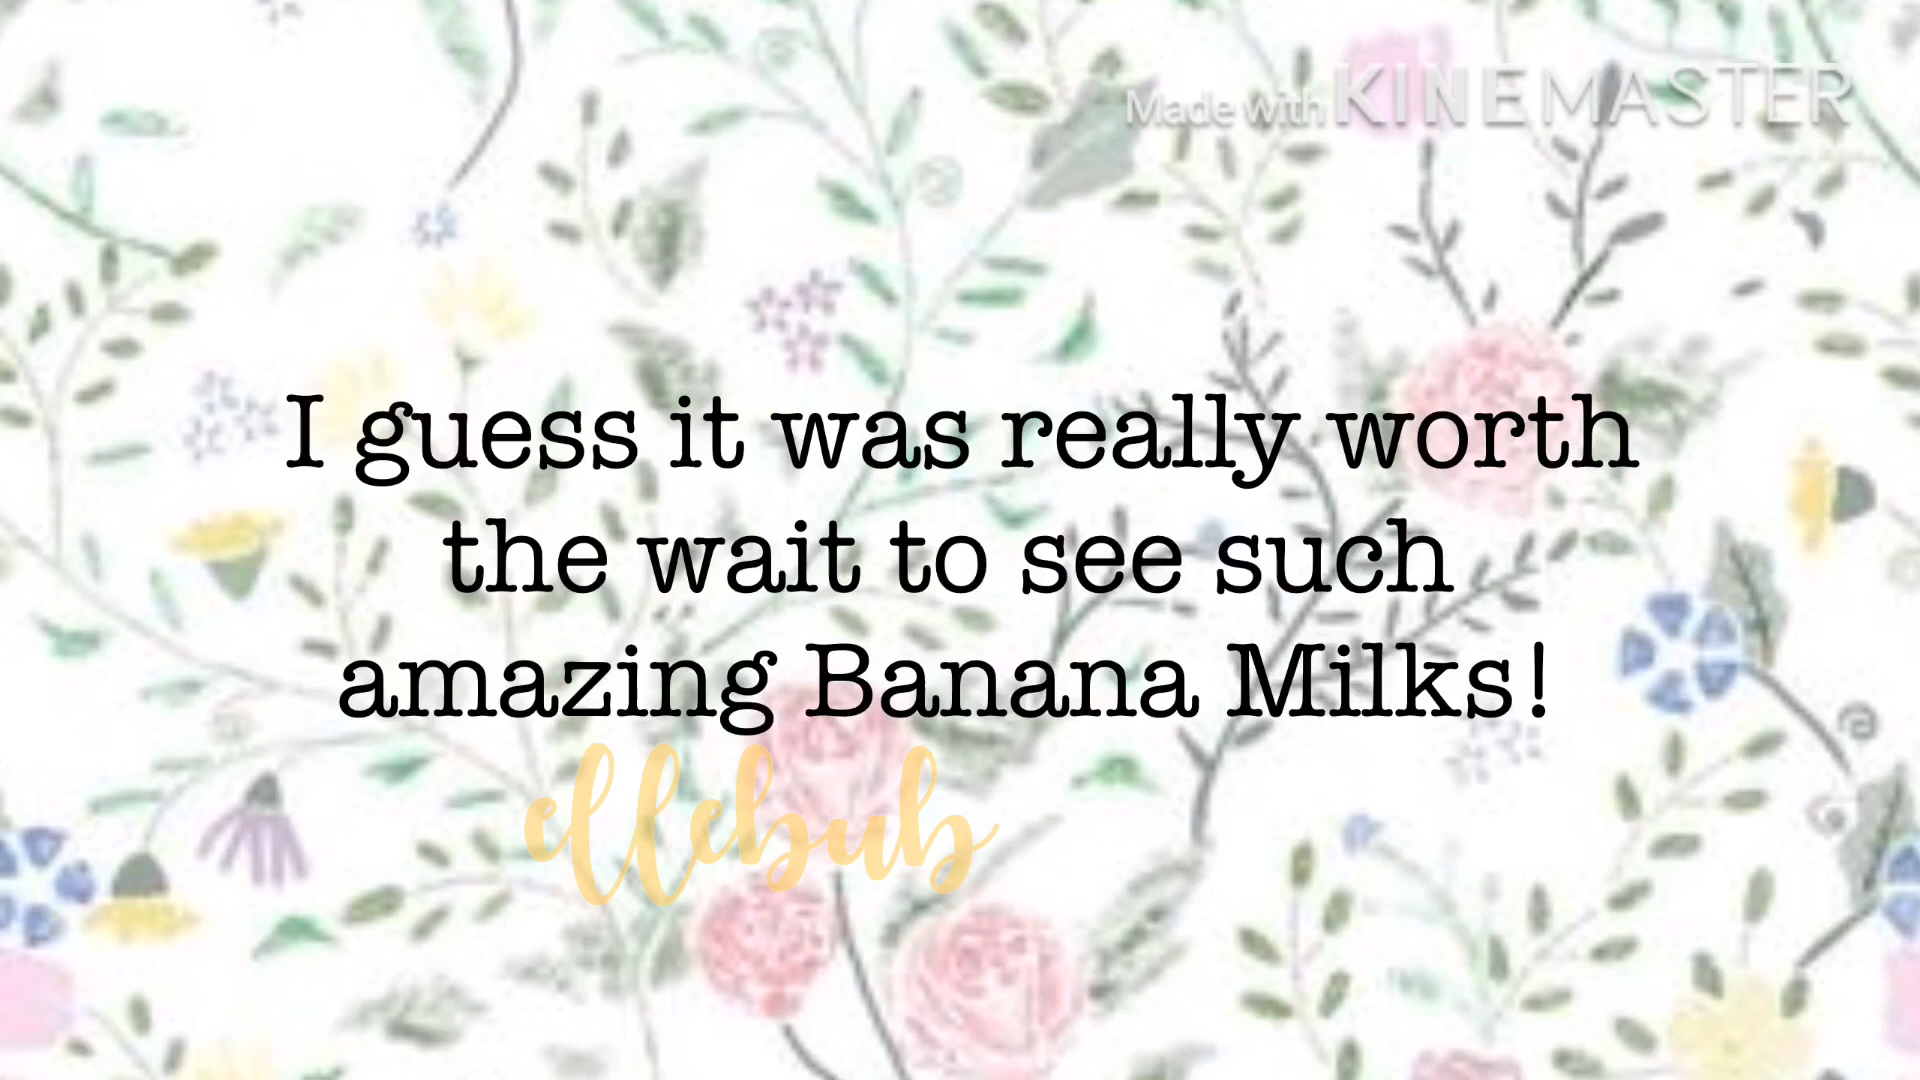 Made with KINEMASTER
I guess it was really worth
the wait to see such
amazing Banana Milks!
ellebub